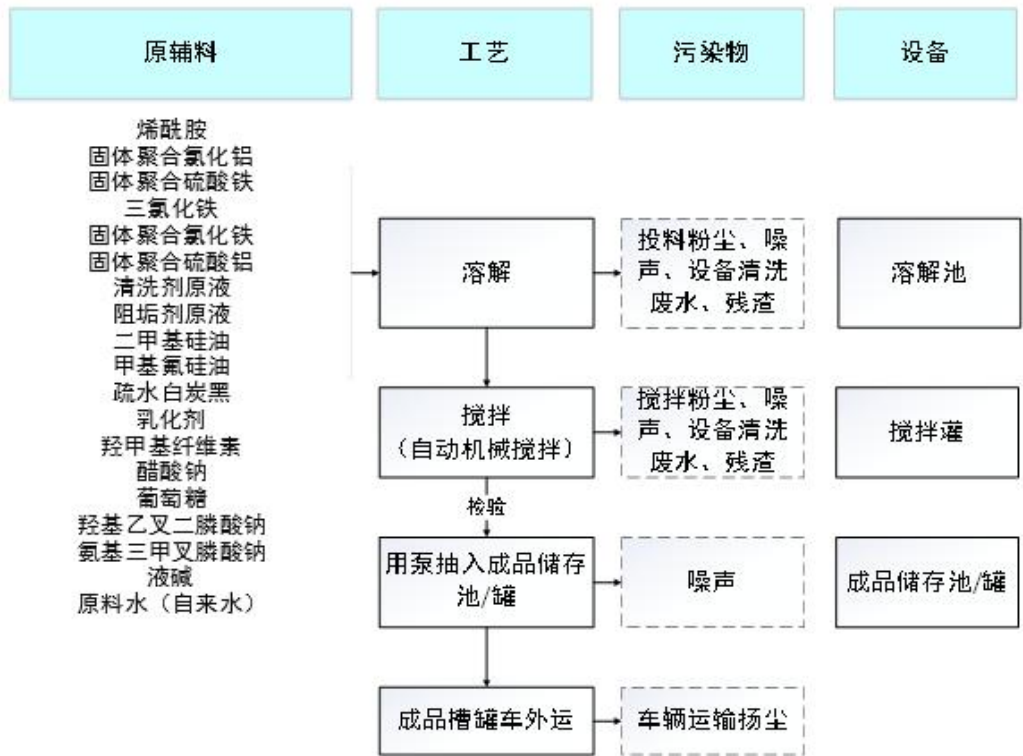 原辅料
工艺
污染物
设备
烯酰胺
固体聚合氯化铝
固体聚合硫酸铁
三氯化铁
固体聚合氯化铁
固体聚合硫酸铝
清洗剂原液
阻垢剂原液
二甲基硅油
甲基氟硅油
疏水白炭黑
乳化剂
羟甲基纤维素
醋酸钠
葡萄糖
羟基乙叉二膦酸钠
氨基三甲叉膦酸钠
液碱
原料水（自来水）
溶解
投料粉尘、噪
声、设备清洗
废水、残渣
溶解池
搅拌
（自动机械搅拌）
搅拌粉尘、噪
声、设备清洗
废水、残渣
搅拌灌
检验
用泵抽入成品储存
池/罐
噪声
成品储存池/罐
成品槽罐车外运
车辆运输扬尘